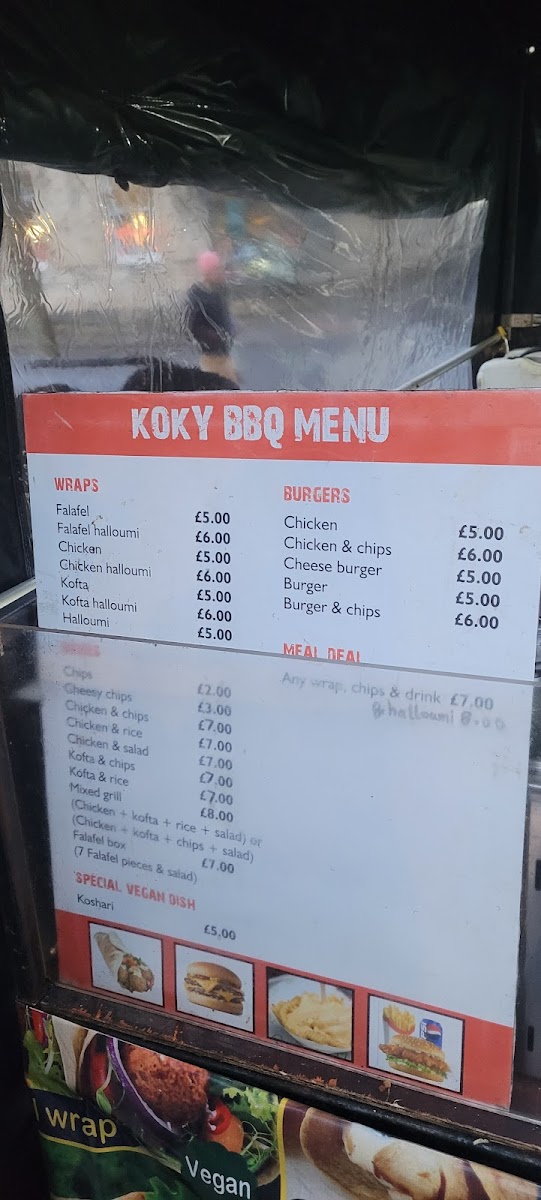 KOKY BBQ MENU
WRAPS
Falafel £5.00
Falafel halloumi £6.00
Chicken £5.00
Chicken halloumi £6.00
Kofta £5.00
Kofta halloumi £6.00
Halloumi £5.00
BURGERS
Chicken £5.00
Chicken & chips £6.00
Cheese burger £5.00
Burger £5.00
Burger & chips £6.00
Chips £2.00
Cheesy chips £3.00
Chicken & chips £7.00
Chicken & rice £7.00
Chicken & salad £7.00
Kofta & chips £7.00
Kofta & rice £7.00
Mixed grill £8.00
(Chicken + kofta + rice + salad) or
(Chicken + kofta + chips + salad)
Falafel box £7.00
(7 Falafel pieces & salad)
SPECIAL VEGAN DISH
Koshari £5.00
MEAL DEAL
Any wrap, chips & drink £7.00
& halloumi 8.00
wrap
Vegan